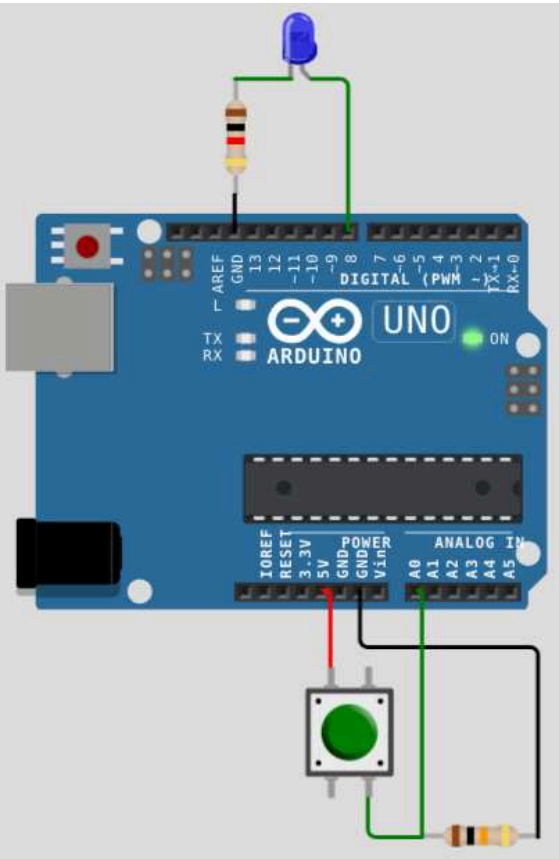 AREF
GND
13
12
~11
~10
~9
8
7
~6
~5
4
~3
~2
TX→1
RX←0
DIGITAL (PWM ~)
L
TX
RX
UNO
ON
ARDUINO
POWER
ANALOG IN
IOREF
RESET
3.3V
5V
GND
GND
Vin
A0
A1
A2
A3
A4
A5